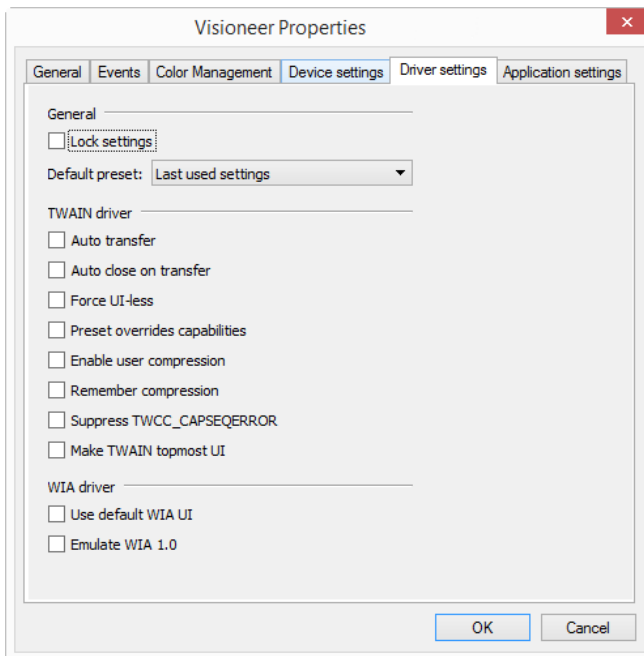 Visioneer Properties
General Events Color Management Device settings Driver settings Application settings
General
Lock settings
Default preset: Last used settings
TWAIN driver
Auto transfer
Auto close on transfer
Force UI-less
Preset overrides capabilities
Enable user compression
Remember compression
Suppress TWCC_CAPSEQERROR
Make TWAIN topmost UI
WIA driver
Use default WIA UI
Emulate WIA 1.0
OK Cancel